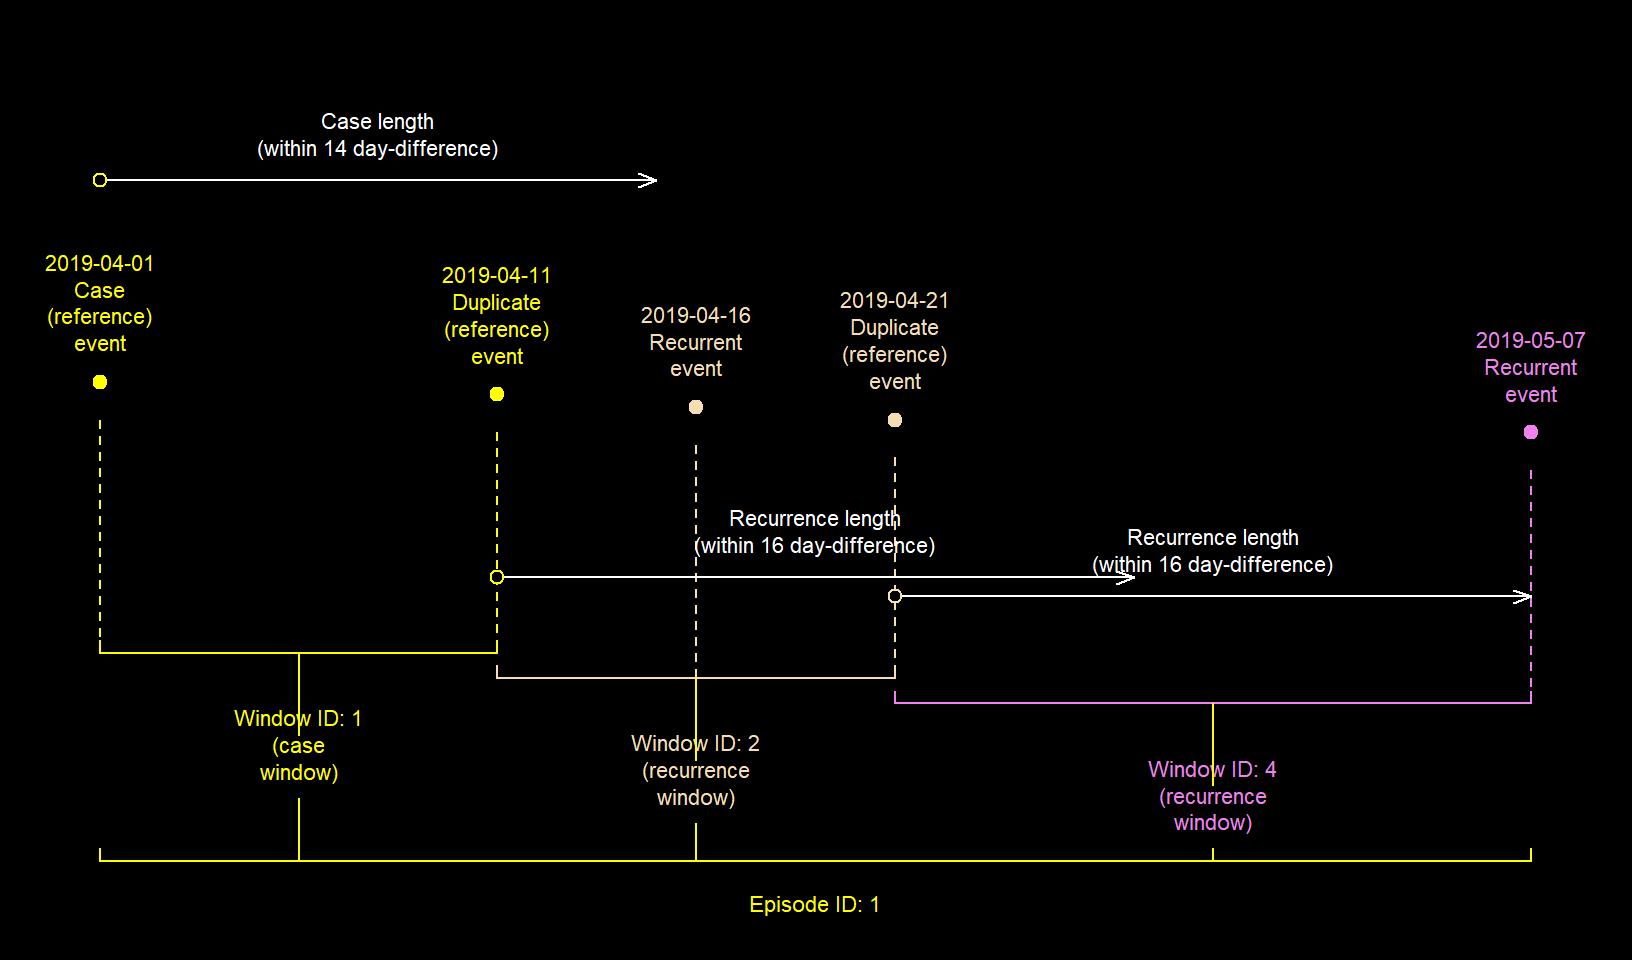 Case length
(within 14 day-difference)
2019-04-01
Case
(reference)
event
2019-04-11
Duplicate
(reference)
event
2019-04-16
Recurrent
event
2019-04-21
Duplicate
(reference)
event
2019-05-07
Recurrent
event
Recurrence length
(within 16 day-difference)
Recurrence length
(within 16 day-difference)
Window ID: 1
(case
window)
Window ID: 2
(recurrence
window)
Window ID: 4
(recurrence
window)
Episode ID: 1